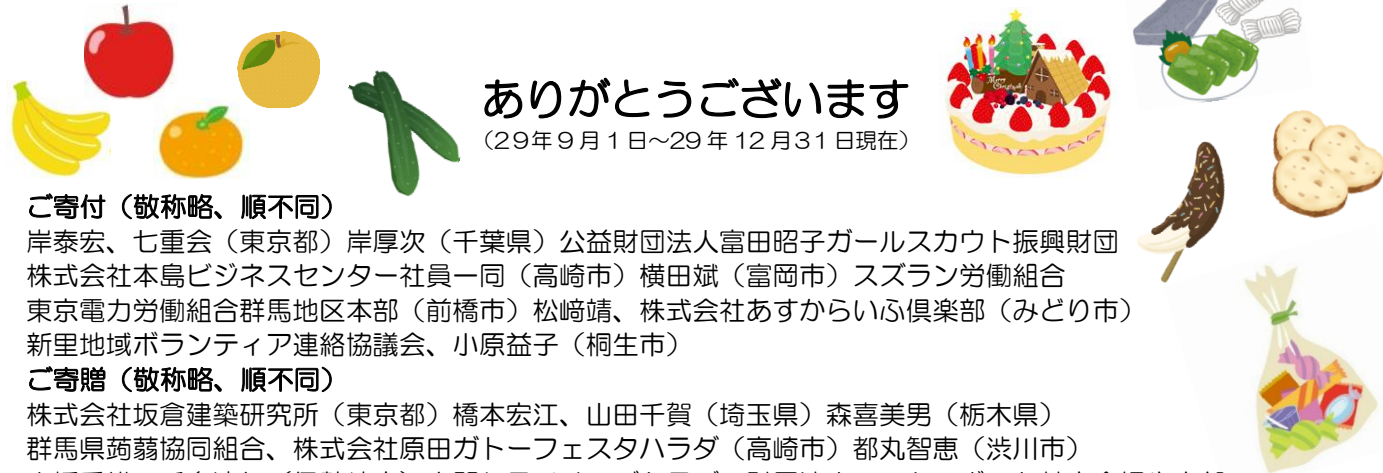 ありがとうございます
（29年9月1日～29年12月31日現在）
ご寄付（敬称略、順不同）
岸泰宏、七重会（東京都）岸厚次（千葉県）公益財団法人富田昭子ガールスカウト振興財団
株式会社本島ビジネスセンター社員一同（高崎市）横田斌（富岡市）スズラン労働組合
東京電力労働組合群馬地区本部（前橋市）松﨑靖、株式会社あすからいふ倶楽部（みどり市）
新里地域ボランティア連絡協議会、小原益子（桐生市）
ご寄贈（敬称略、順不同）
株式会社坂倉建築研究所（東京都）橋本宏江、山田千賀（埼玉県）森喜美男（栃木県）
群馬県蒟蒻協同組合、株式会社原田ガトーフェスタハラダ（高崎市）都丸智恵（渋川市）